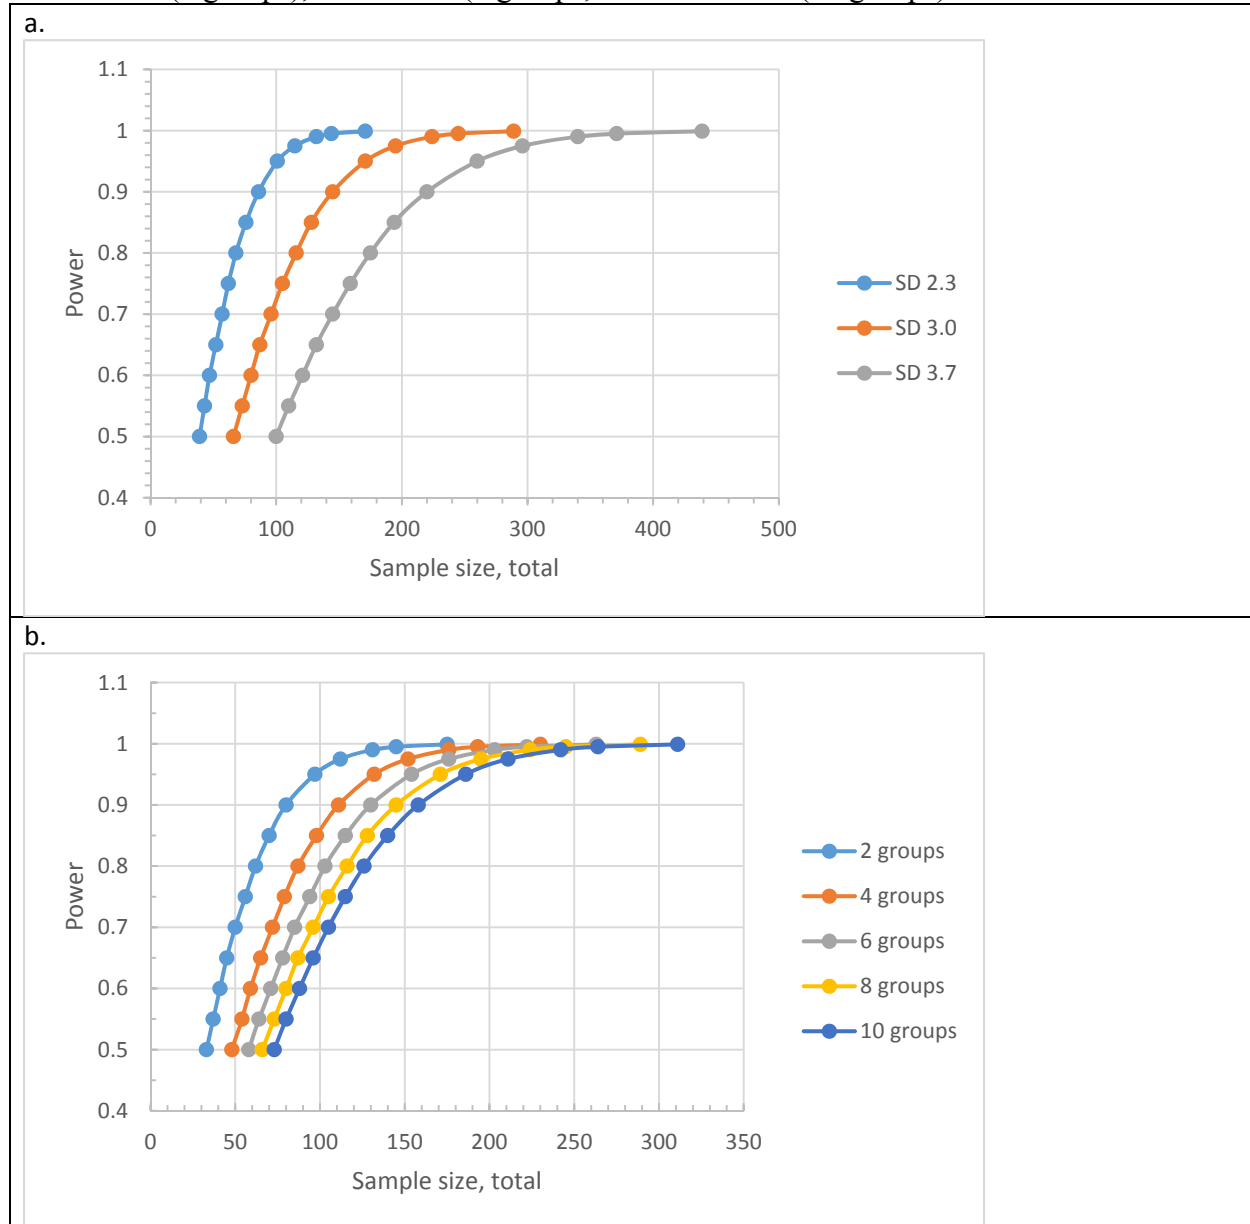 a.
1.1
1
0.9
0.8
0.7
0.6
0.5
0.4
Power
0 100 200 300 400 500
Sample size, total
SD 2.3
SD 3.0
SD 3.7
b.
1.1
1
0.9
0.8
0.7
0.6
0.5
0.4
Power
0 50 100 150 200 250 300 350
Sample size, total
2 groups
4 groups
6 groups
8 groups
10 groups